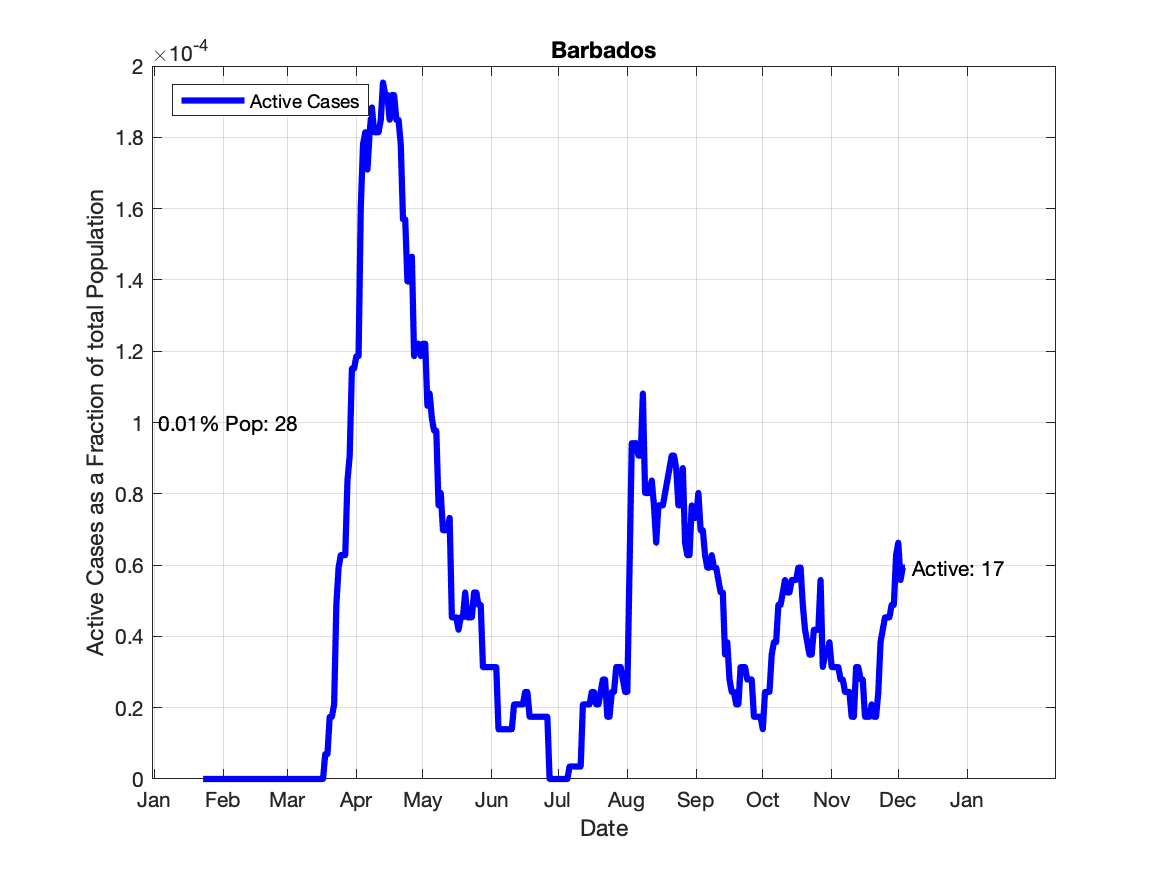 Barbados
×10-4
2
1.8
1.6
1.4
1.2
1
0.8
0.6
0.4
0.2
0
Active Cases as a Fraction of total Population
Active Cases
0.01% Pop: 28
Active: 17
Jan Feb Mar Apr May Jun Jul Aug Sep Oct Nov Dec Jan
Date